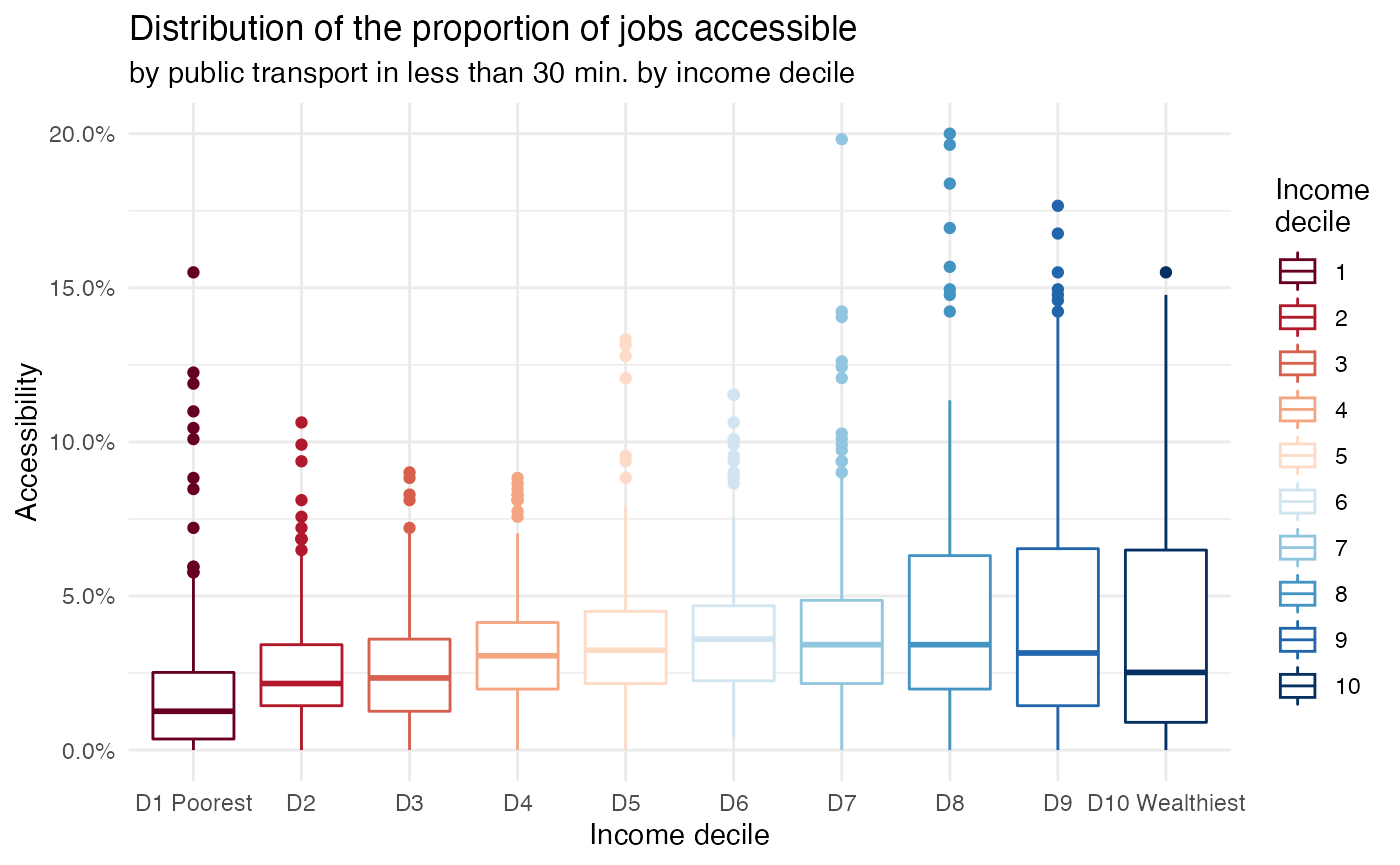 Distribution of the proportion of jobs accessible
by public transport in less than 30 min. by income decile
20.0%
15.0%
10.0%
5.0%
0.0%
Accessibility
D1 Poorest
D2
D3
D4
D5
D6
D7
D8
D9
D10 Wealthiest
Income decile
Income
decile
1
2
3
4
5
6
7
8
9
10